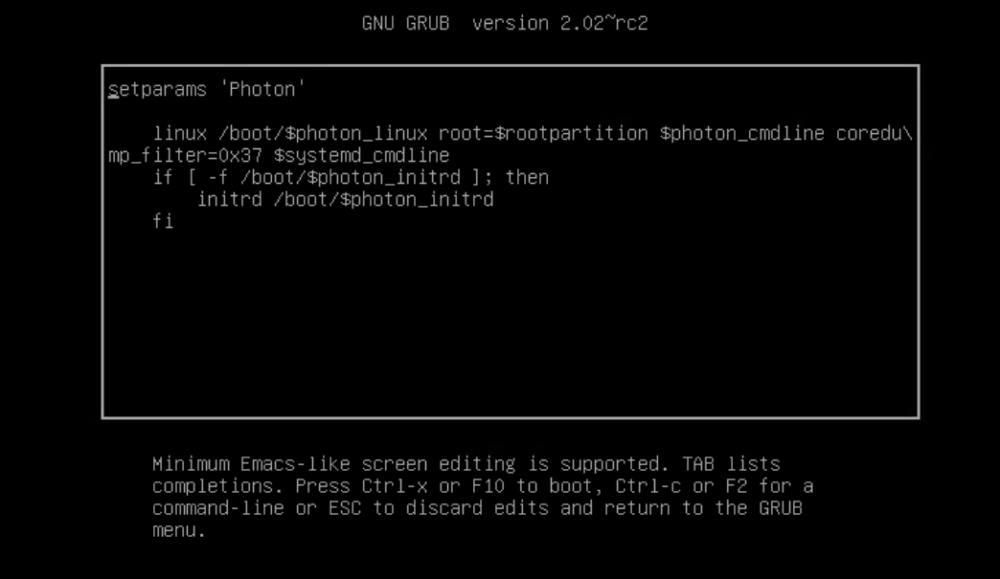 GNU GRUB  version 2.02~rc2
setparams 'Photon'
    linux /boot/$photon_linux root=$rootpartition $photon_cmdline coredu\
mp_filter=0x37 $systemd_cmdline
    if [ -f /boot/$photon_initrd ]; then
        initrd /boot/$photon_initrd
    fi
Minimum Emacs-like screen editing is supported. TAB lists
completions. Press Ctrl-x or F10 to boot, Ctrl-c or F2 for a
command-line or ESC to discard edits and return to the GRUB
menu.